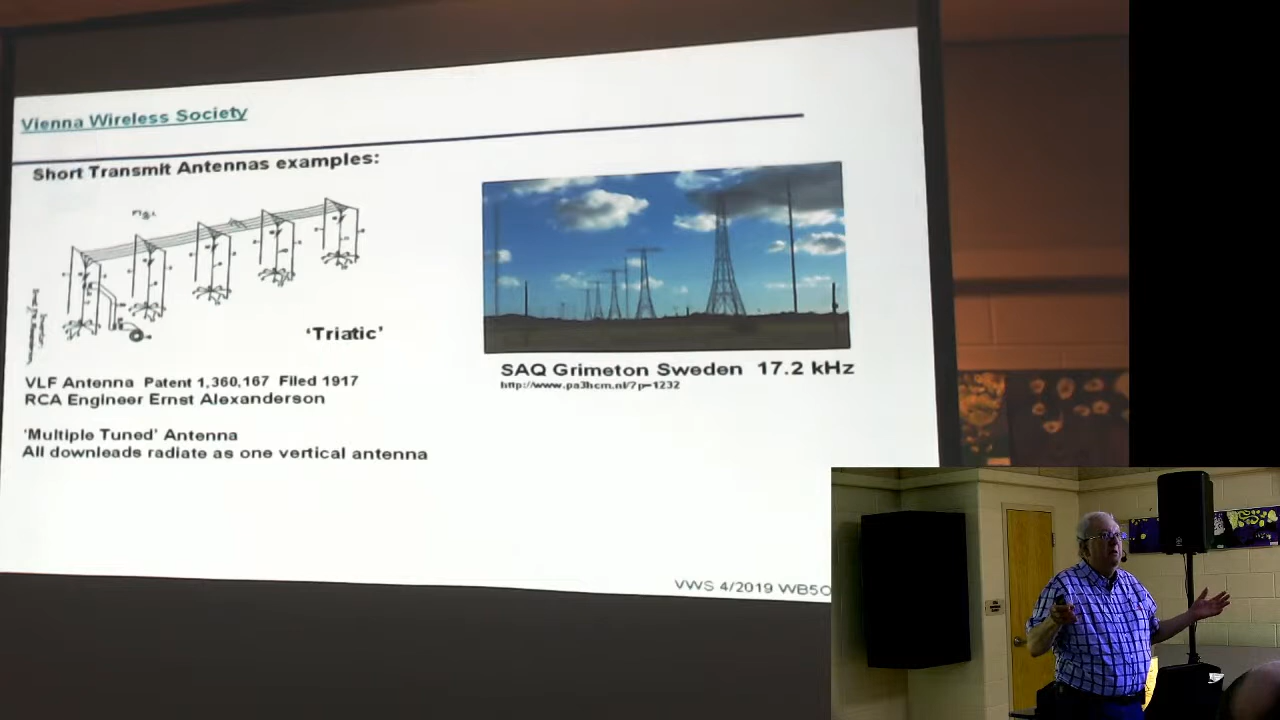 Vienna Wireless Society
Short Transmit Antennas examples:
'Triatic'
VLF Antenna Patent 1,360,167 Filed 1917
RCA Engineer Ernst Alexanderson
'Multiple Tuned' Antenna
All downleads radiate as one vertical antenna
SAQ Grimeton Sweden 17.2 kHz
http://www.pa3hcm.nl/?p=1232
VWS 4/2019 WB5O